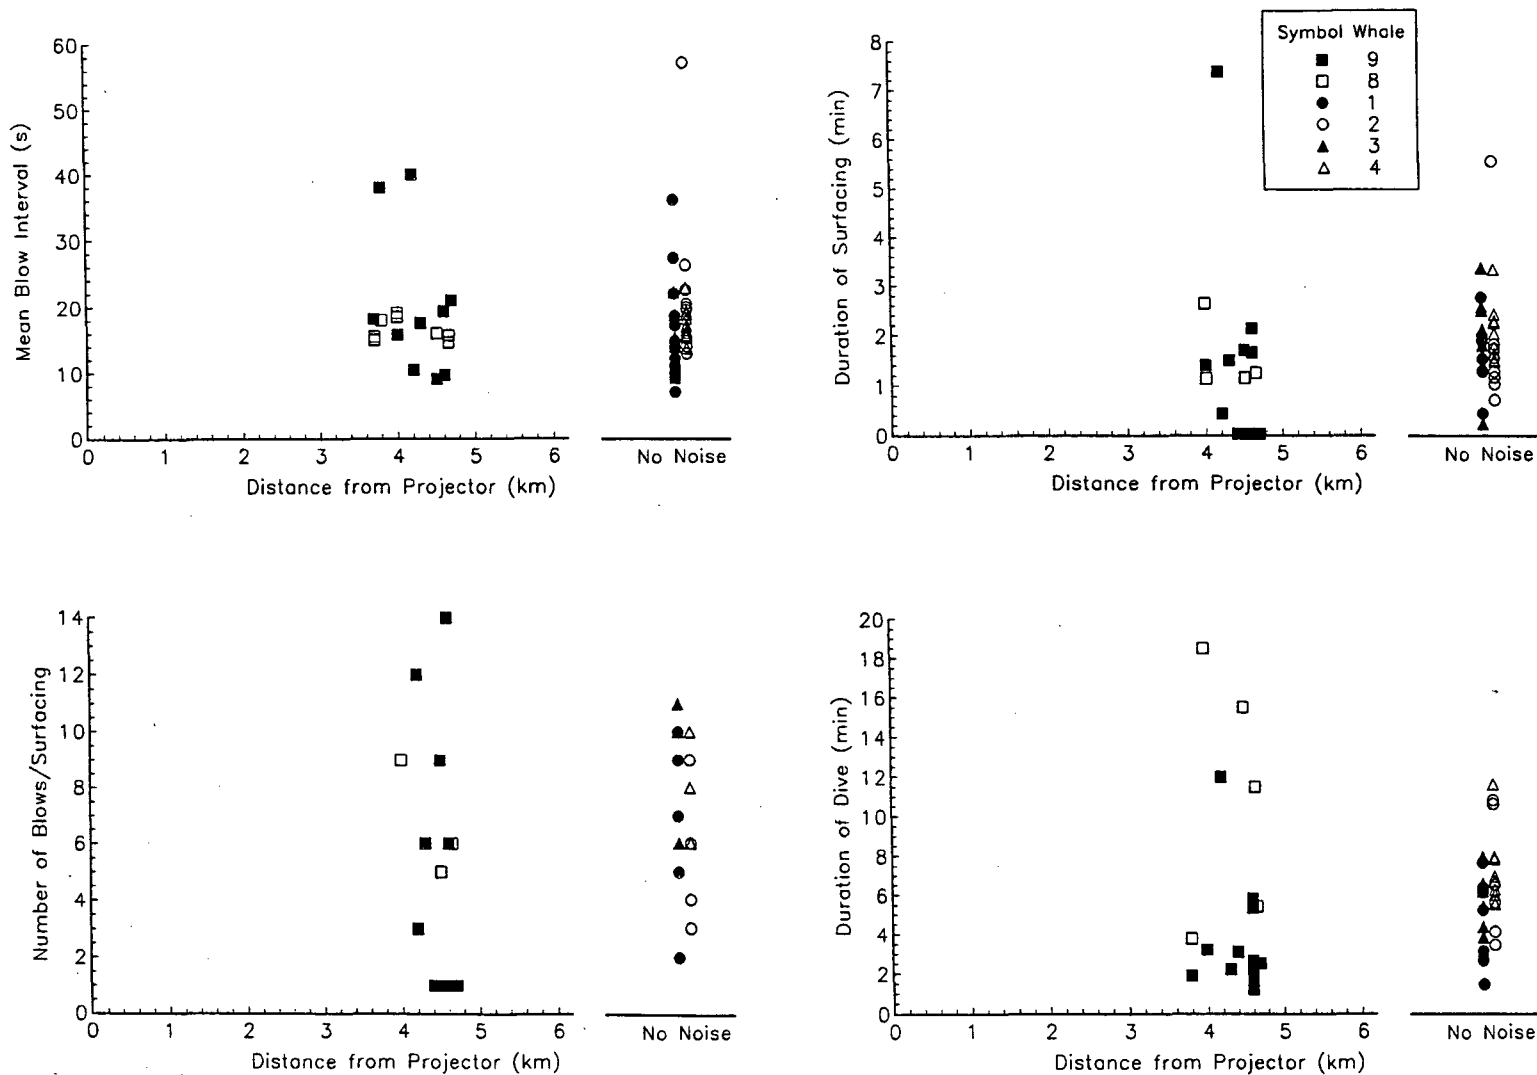 Mean Blow Interval (s)
60
50
40
30
20
10
0
0 1 2 3 4 5 6
No Noise
Distance from Projector (km)
Duration of Surfacing (min)
8
7
6
5
4
3
2
1
0
0 1 2 3 4 5 6
No Noise
Distance from Projector (km)
Symbol Whale
9
8
1
2
3
4
Number of Blows/Surfacing
14
12
10
8
6
4
2
0
0 1 2 3 4 5 6
No Noise
Distance from Projector (km)
Duration of Dive (min)
20
18
16
14
12
10
8
6
4
2
0
0 1 2 3 4 5 6
No Noise
Distance from Projector (km)